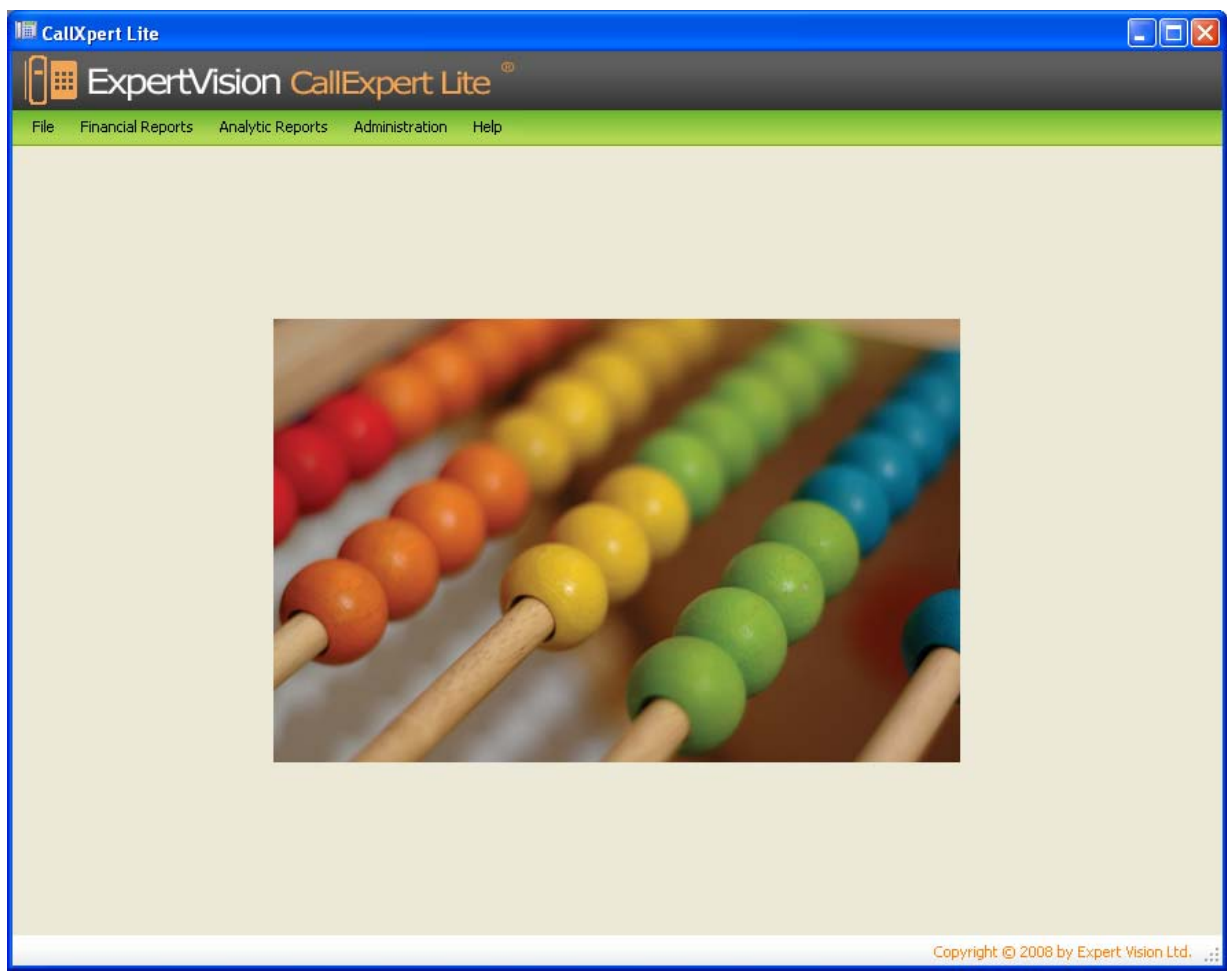 CallXpert Lite
ExpertVision CallExpert Lite ®
File Financial Reports Analytic Reports Administration Help
Copyright © 2008 by Expert Vision Ltd.